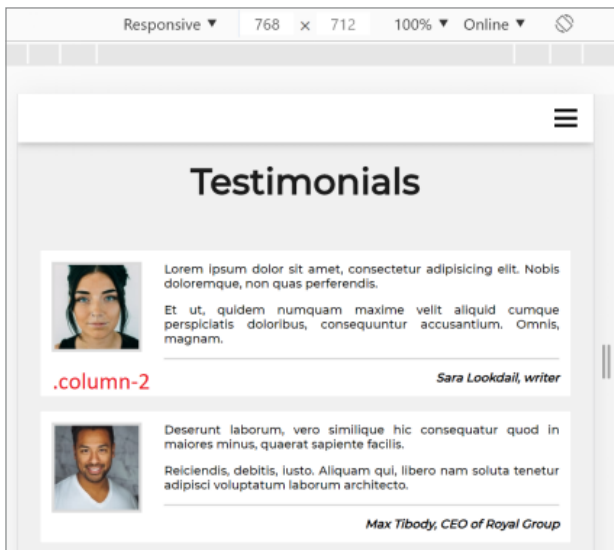 Responsive ▼ 768 × 712 100% ▼ Online ▼
Testimonials
Lorem ipsum dolor sit amet, consectetur adipisicing elit. Nobis
doloremque, non quas perferendis.
Et ut, quidem numquam maxime velit aliquid cumque
perspiciatis doloribus, consequuntur accusantium. Omnis,
magnam.
.column-2
Sara Lookdail, writer
Deserunt laborum, vero similique hic consequatur quod in
maiores minus, quaerat sapiente facilis.
Reiciendis, debitis, iusto. Aliquam qui, libero nam soluta tenetur
adipisci voluptatum laborum architecto.
Max Tibody, CEO of Royal Group